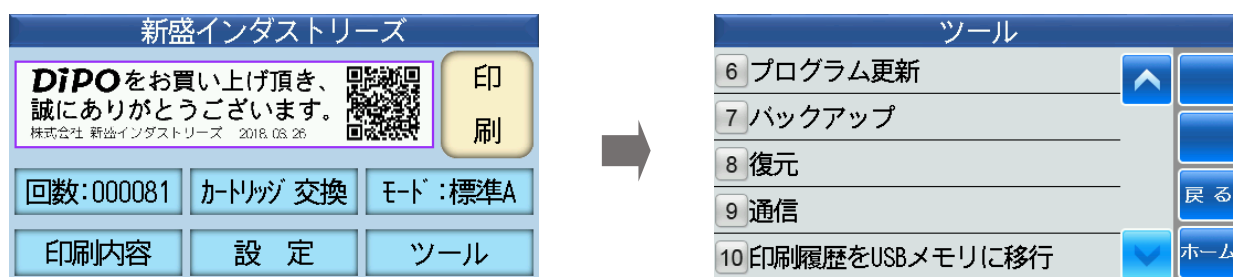 新盛インダストリーズ
DiPOをお買い上げ頂き、
誠にありがとうございます。
株式会社 新盛インダストリーズ 2018.03.26
印刷
回数:000081
ｶｰﾄﾘｯｼﾞ 交換
ﾓｰﾄﾞ:標準A
印刷内容
設 定
ツール
ツール
6 プログラム更新
7 バックアップ
8 復元
9 通信
10 印刷履歴をUSBメモリに移行
戻 る
ホーム